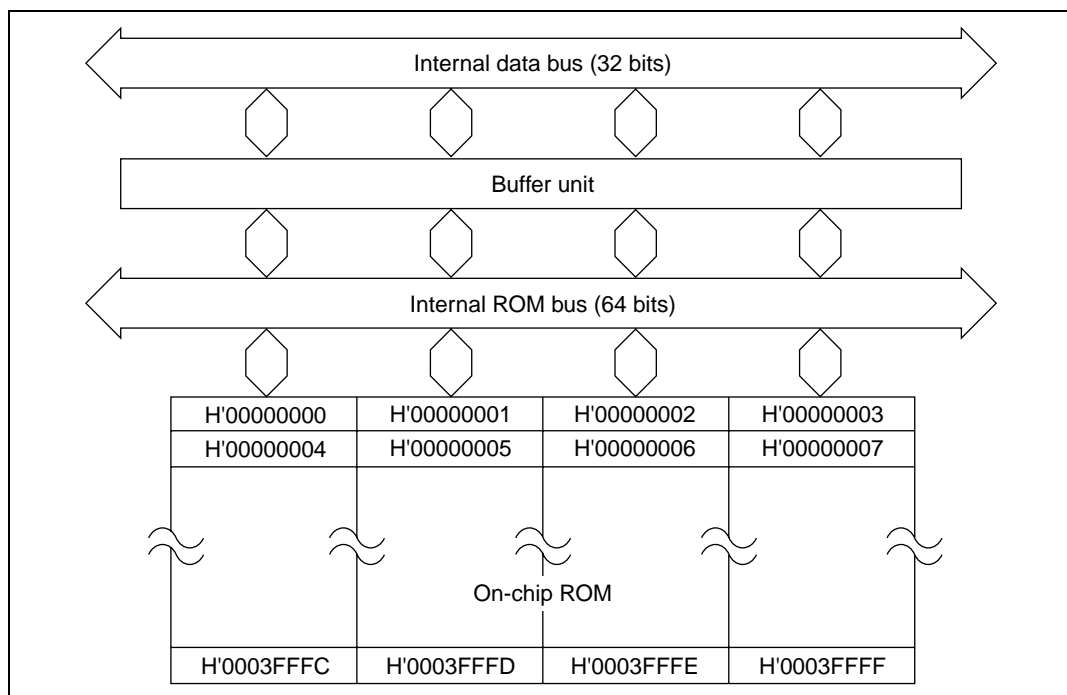 Internal data bus (32 bits)
Buffer unit
Internal ROM bus (64 bits)
H'00000000 H'00000001 H'00000002 H'00000003
H'00000004 H'00000005 H'00000006 H'00000007
On-chip ROM
H'0003FFFC H'0003FFFD H'0003FFFE H'0003FFFF